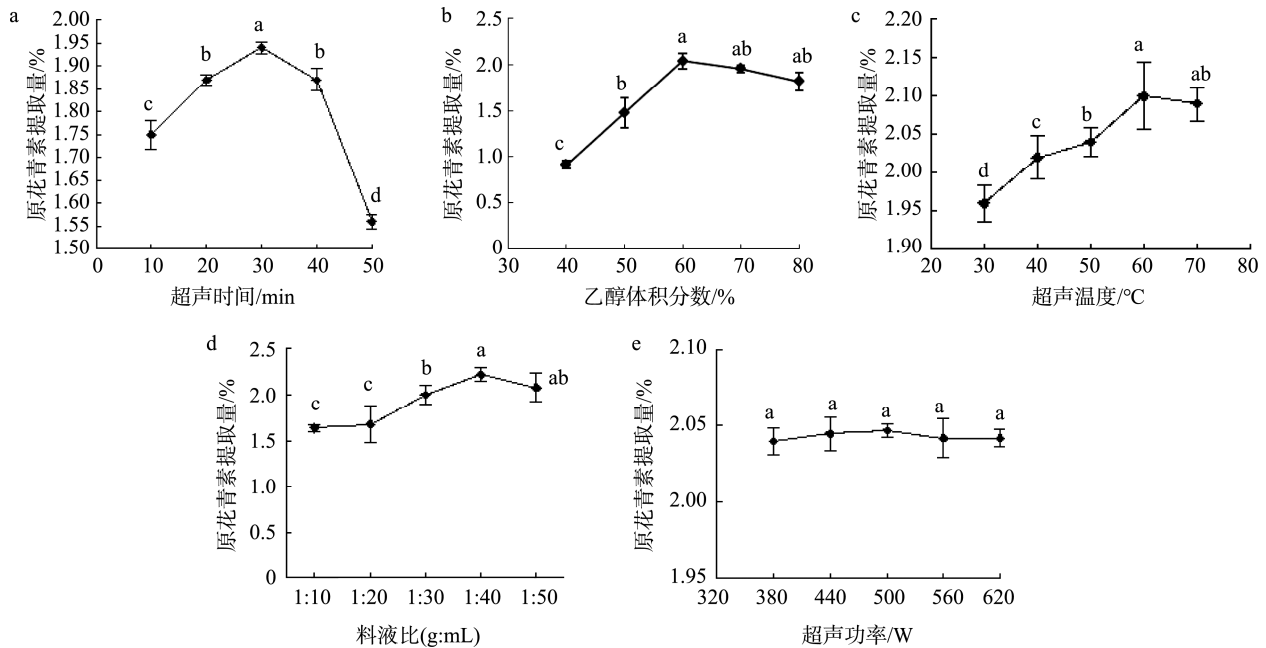 a
原花青素提取量/%
2.00
1.95
1.90
1.85
1.80
1.75
1.70
1.65
1.60
1.55
1.50
c
b
a
b
d
0 10 20 30 40 50
超声时间/min
b
原花青素提取量/%
2.5
2.0
1.5
1.0
0.5
0
c
b
a
ab
ab
30 40 50 60 70 80
乙醇体积分数/%
c
原花青素提取量/%
2.20
2.15
2.10
2.05
2.00
1.95
1.90
d
c
b
a
ab
20 30 40 50 60 70 80
超声温度/°C
d
原花青素提取量/%
2.5
2.0
1.5
1.0
0.5
0
c
c
b
a
ab
1:10 1:20 1:30 1:40 1:50
料液比(g:mL)
e
原花青素提取量/%
2.10
2.05
2.00
1.95
a a a a a
320 380 440 500 560 620
超声功率/W